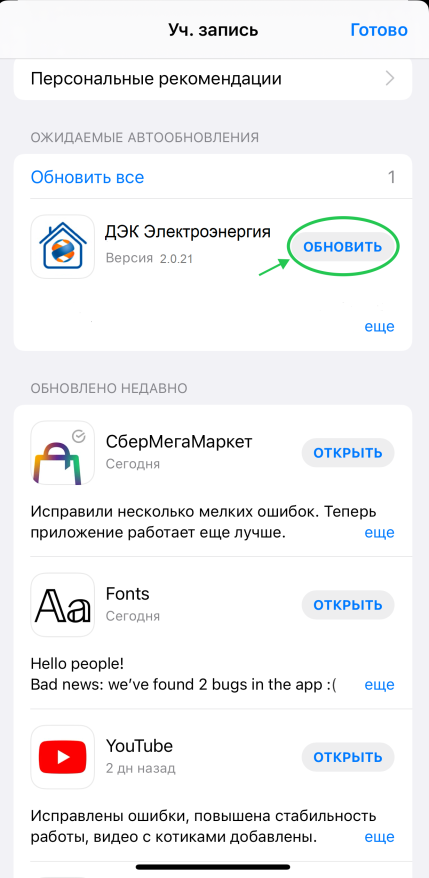 Уч. запись
Готово
Персональные рекомендации
ОЖИДАЕМЫЕ АВТООБНОВЛЕНИЯ
Обновить все 1
ДЭК Электроэнергия
Версия 2.0.21
ОБНОВИТЬ
еще
ОБНОВЛЕНО НЕДАВНО
СберМегаМаркет
Сегодня
ОТКРЫТЬ
Исправили несколько мелких ошибок. Теперь
приложение работает еще лучше. еще
Aa
Fonts
Сегодня
ОТКРЫТЬ
Hello people!
Bad news: we’ve found 2 bugs in the app :( еще
YouTube
2 дн назад
ОТКРЫТЬ
Исправлены ошибки, повышена стабильность
работы, видео с котиками добавлены. еще